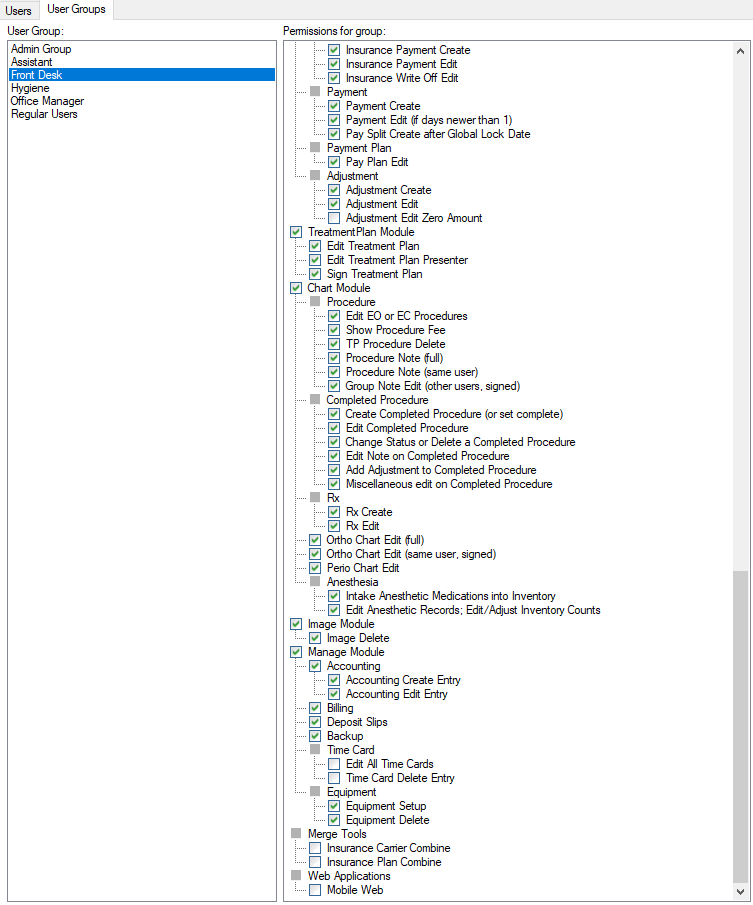 Users
User Groups
User Group:
Permissions for group:
Admin Group
Assistant
Front Desk
Hygiene
Office Manager
Regular Users
Insurance Payment Create
Insurance Payment Edit
Insurance Write Off Edit
Payment
Payment Create
Payment Edit (if days newer than 1)
Pay Split Create after Global Lock Date
Payment Plan
Pay Plan Edit
Adjustment
Adjustment Create
Adjustment Edit
Adjustment Edit Zero Amount
TreatmentPlan Module
Edit Treatment Plan
Edit Treatment Plan Presenter
Sign Treatment Plan
Chart Module
Procedure
Edit EO or EC Procedures
Show Procedure Fee
TP Procedure Delete
Procedure Note (full)
Procedure Note (same user)
Group Note Edit (other users, signed)
Completed Procedure
Create Completed Procedure (or set complete)
Edit Completed Procedure
Change Status or Delete a Completed Procedure
Edit Note on Completed Procedure
Add Adjustment to Completed Procedure
Miscellaneous edit on Completed Procedure
Rx
Rx Create
Rx Edit
Ortho Chart Edit (full)
Ortho Chart Edit (same user, signed)
Perio Chart Edit
Anesthesia
Intake Anesthetic Medications into Inventory
Edit Anesthetic Records; Edit/Adjust Inventory Counts
Image Module
Image Delete
Manage Module
Accounting
Accounting Create Entry
Accounting Edit Entry
Billing
Deposit Slips
Backup
Time Card
Edit All Time Cards
Time Card Delete Entry
Equipment
Equipment Setup
Equipment Delete
Merge Tools
Insurance Carrier Combine
Insurance Plan Combine
Web Applications
Mobile Web